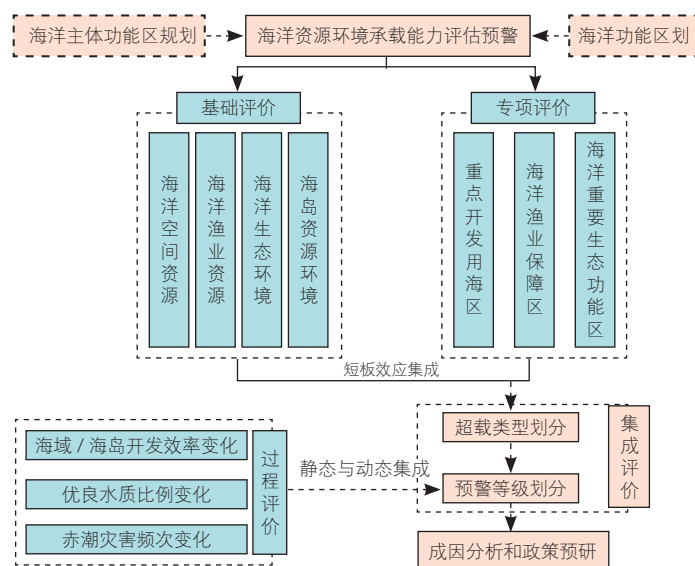 海洋主体功能区规划
海洋资源环境承载能力评估预警
海洋功能区划
基础评价
专项评价
海洋空间资源
海洋渔业资源
海洋生态环境
海岛资源环境
重点开发用海区
海洋渔业保障区
海洋重要生态功能区
短板效应集成
海域 / 海岛开发效率变化
优良水质比例变化
赤潮灾害频次变化
过程评价
静态与动态集成
超载类型划分
预警等级划分
集成评价
成因分析和政策预研